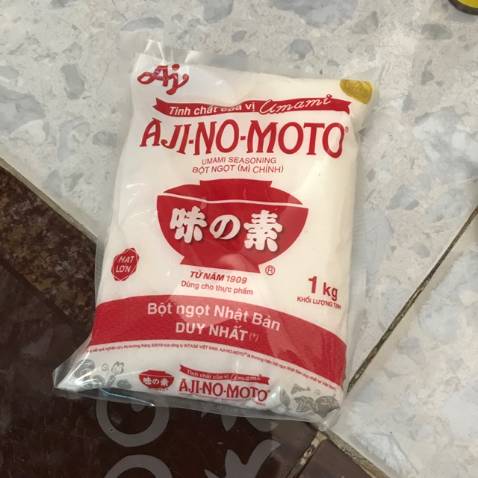 Aj
Tinh chất của vị Umami
AJI-NO-MOTO®
UMAMI SEASONING
BỘT NGỌT (MÌ CHÍNH)
味の素
®
HẠT
LỚN
TỪ NĂM 1909
Dùng cho thực phẩm
1 kg
KHỐI LƯỢNG TỊNH
Bột ngọt Nhật Bản
DUY NHẤT (*)
味の素
Tinh chất của vị Umami
AJI-NO-MOTO®